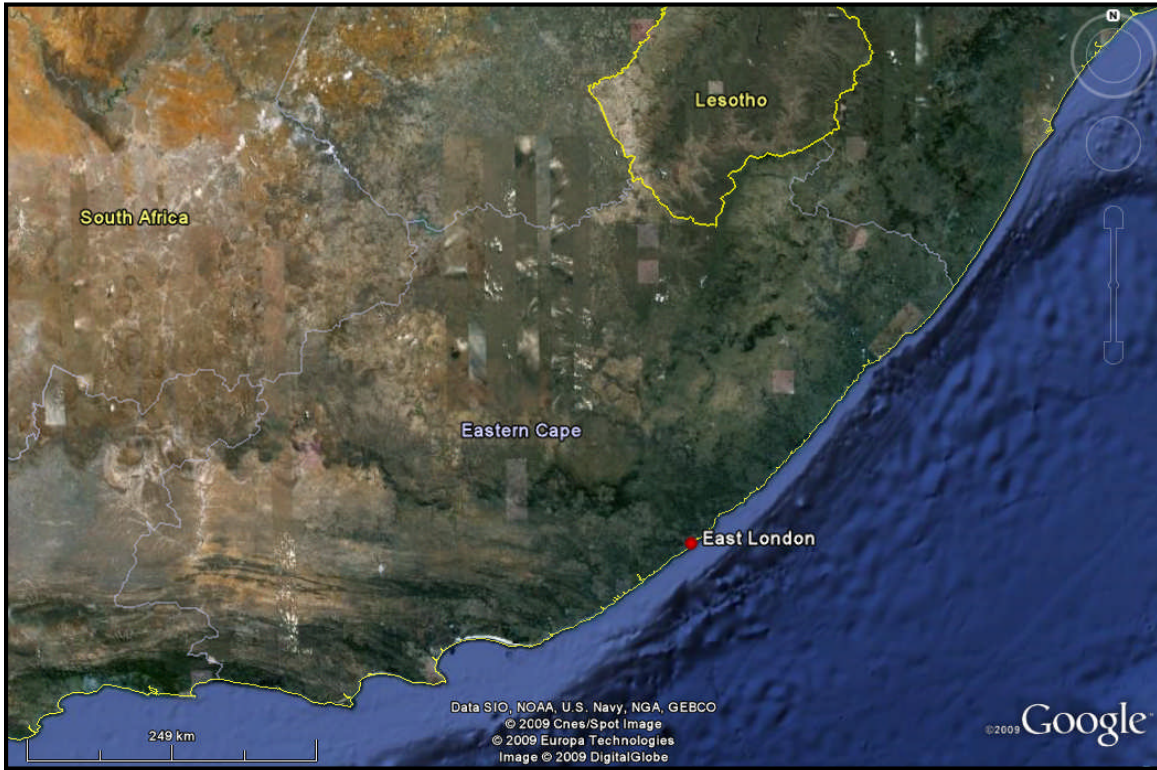 N
Lesotho
South Africa
Eastern Cape
East London
Data SIO, NOAA, U.S. Navy, NGA, GEBCO
© 2009 Cnes/Spot Image
© 2009 Europa Technologies
Image © 2009 DigitalGlobe
249 km
©2009 Google™